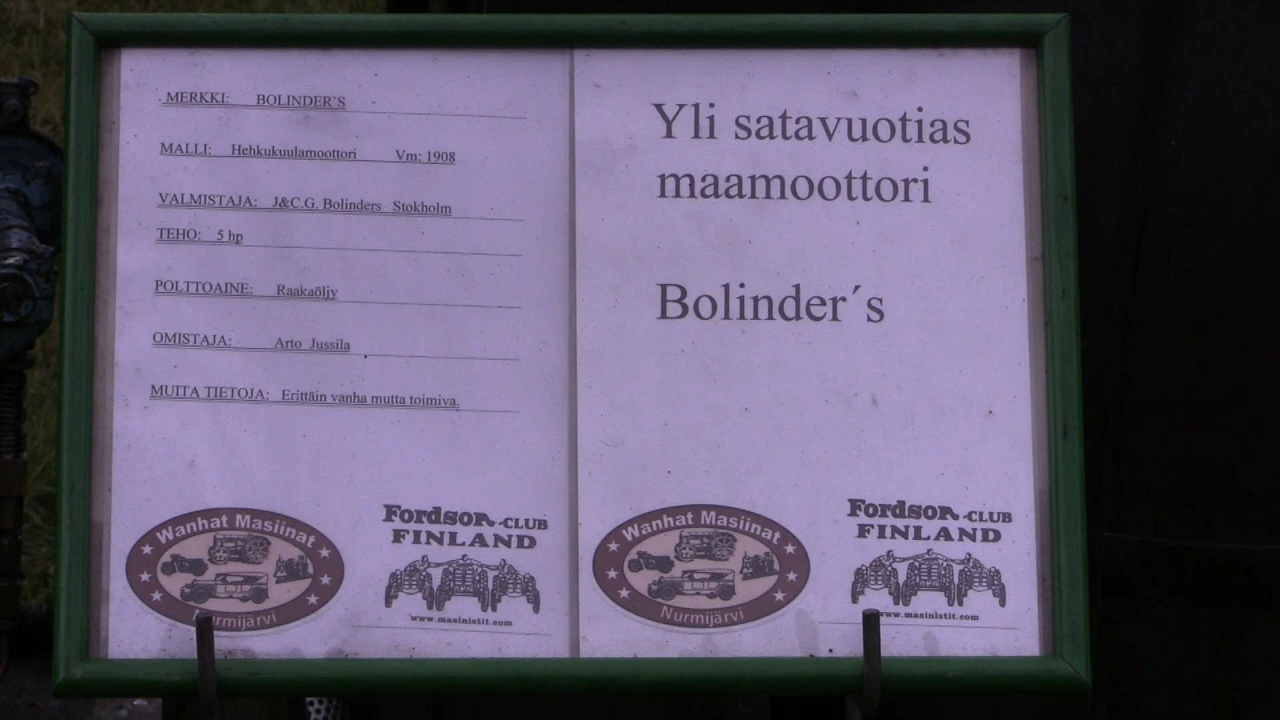 MERKKI: BOLINDER`S
MALLI: Hehkukuulamoottori Vm: 1908
VALMISTAJA: J&C.G. Bolinders Stokholm
TEHO: 5 hp
POLTTOAINE: Raakaöljy
OMISTAJA: Arto Jussila
MUITA TIETOJA: Erittäin vanha mutta toimiva.
Wanhat Masiinat
Nurmijärvi
Fordson-CLUB
FINLAND
www.masinistit.com
Yli satavuotias
maamoottori
Bolinder´s
Wanhat Masiinat
Nurmijärvi
Fordson-CLUB
FINLAND
www.masinistit.com